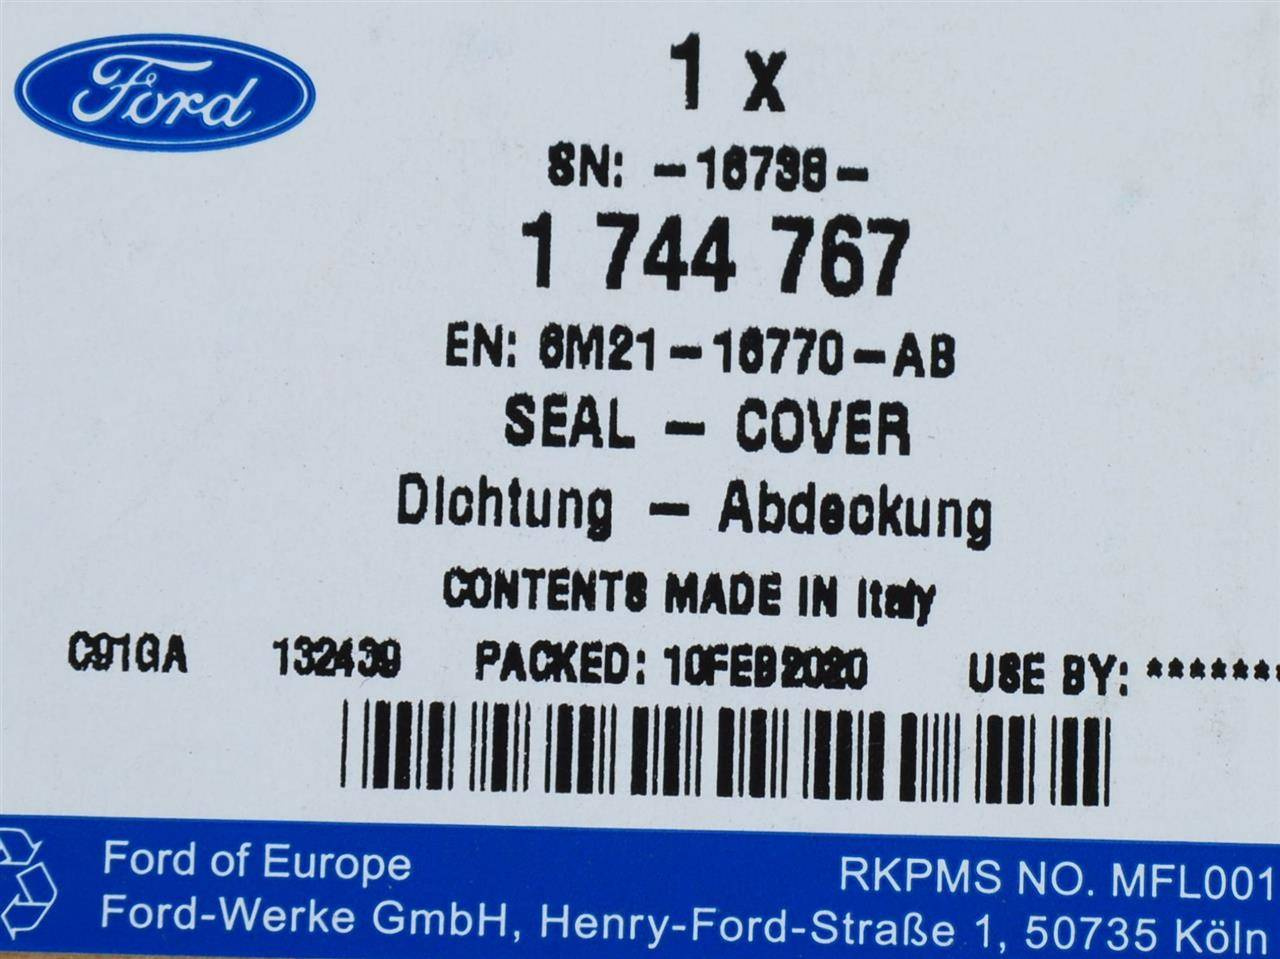 Ford
1 x
SN: -16738-
1 744 767
EN: 6M21-16770-AB
SEAL - COVER
Dichtung - Abdeckung
CONTENTS MADE IN Italy
C91GA 132439 PACKED: 10FEB2020 USE BY: *******
Ford of Europe
RKPMS NO. MFL001
Ford-Werke GmbH, Henry-Ford-Straße 1, 50735 Köln